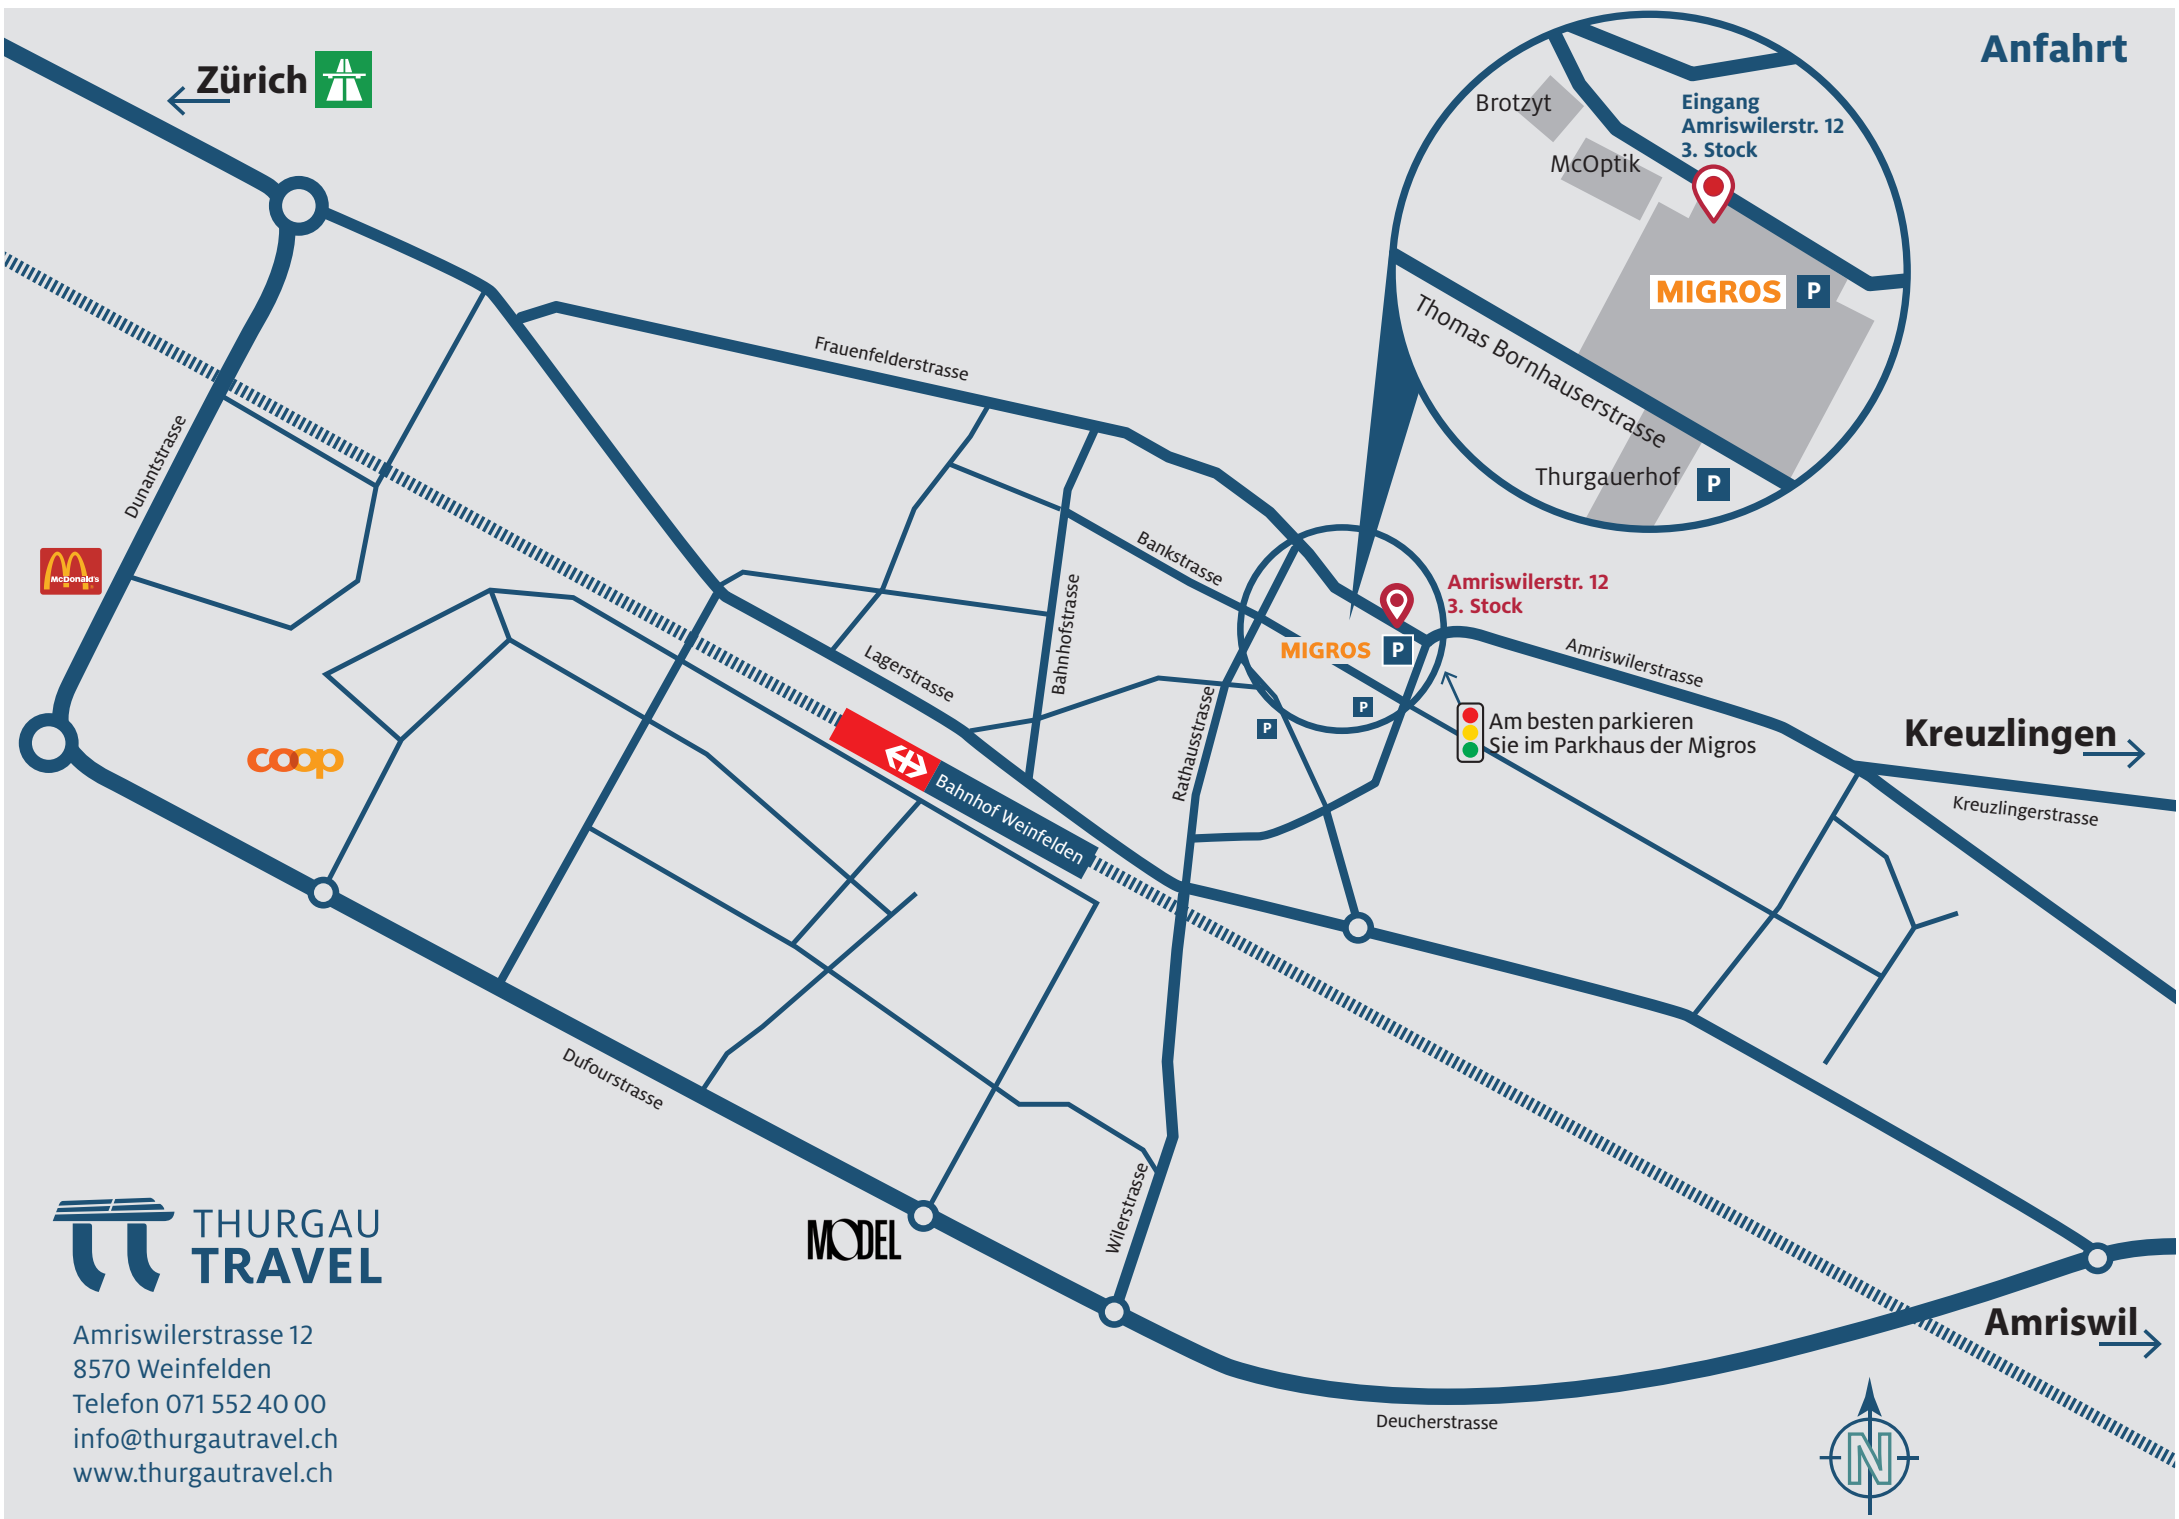 Anfahrt
Zürich
Brotzyt
Eingang
Amriswilerstr. 12
3. Stock
McOptik
MIGROS
P
Thomas Bornhauserstrasse
Thurgauerhof
P
Frauenfelderstrasse
Dunantstrasse
McDonald's
Bankstrasse
Bahnhofstrasse
Amriswilerstr. 12
3. Stock
MIGROS
P
Amriswilerstrasse
Lagerstrasse
Rathausstrasse
P
P
Am besten parkieren
Sie im Parkhaus der Migros
Kreuzlingen
Kreuzlingerstrasse
coop
Bahnhof Weinfelden
Dufourstrasse
Wilerstrasse
MODEL
THURGAU
TRAVEL
Amriswilerstrasse 12
8570 Weinfelden
Telefon 071 552 40 00
info@thurgautravel.ch
www.thurgautravel.ch
Amriswil
Deucherstrasse
N